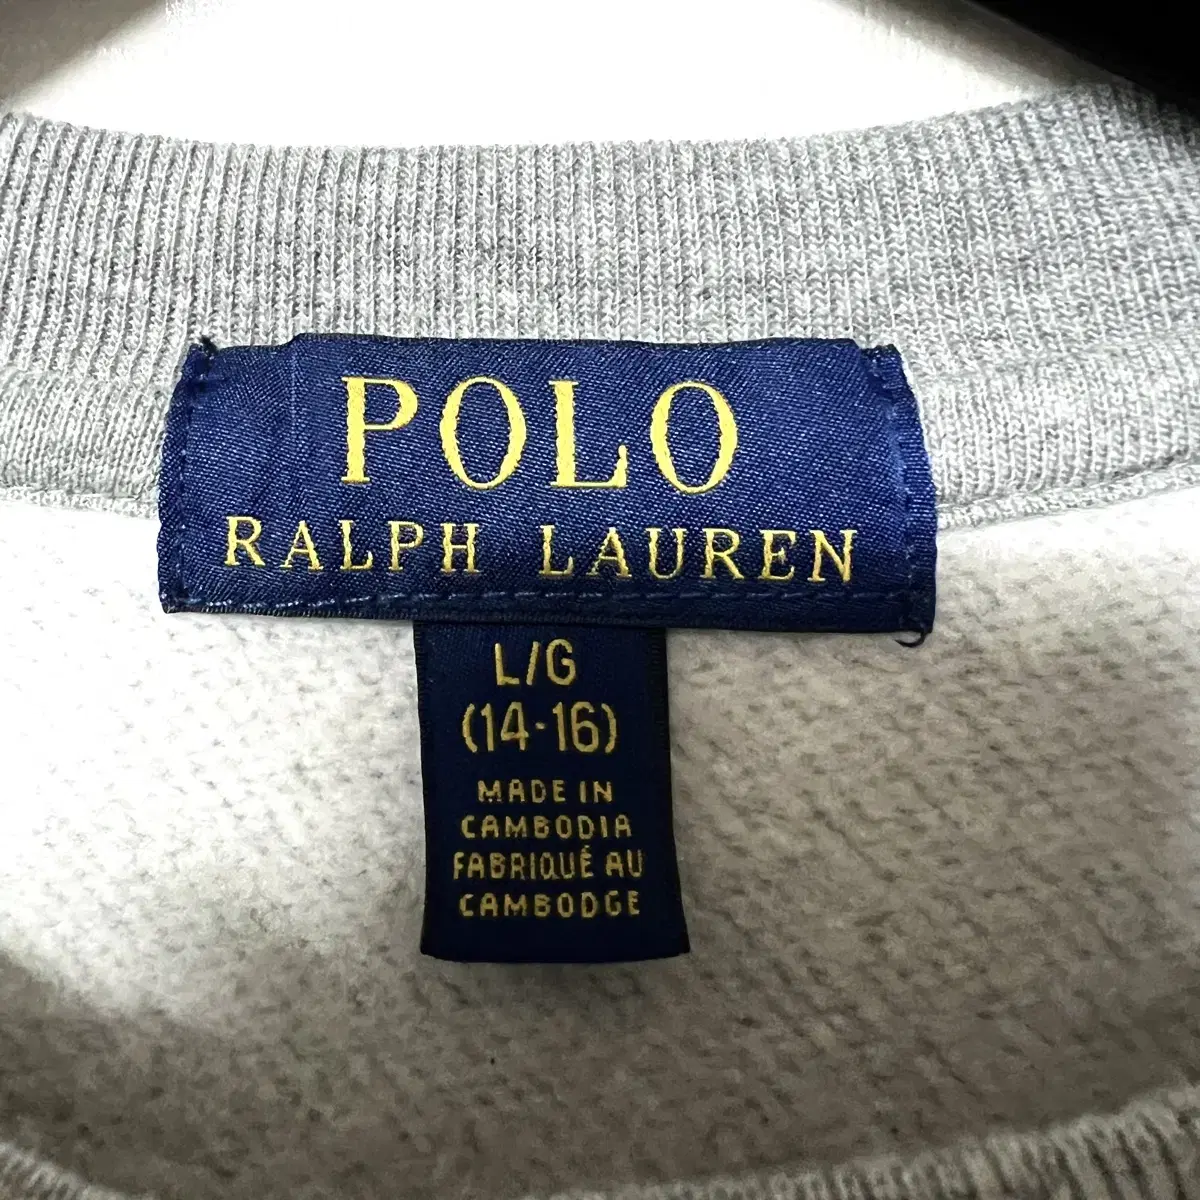 POLO
RALPH LAUREN
L/G
(14-16)
MADE IN
CAMBODIA
FABRIQUÉ AU
CAMBODGE